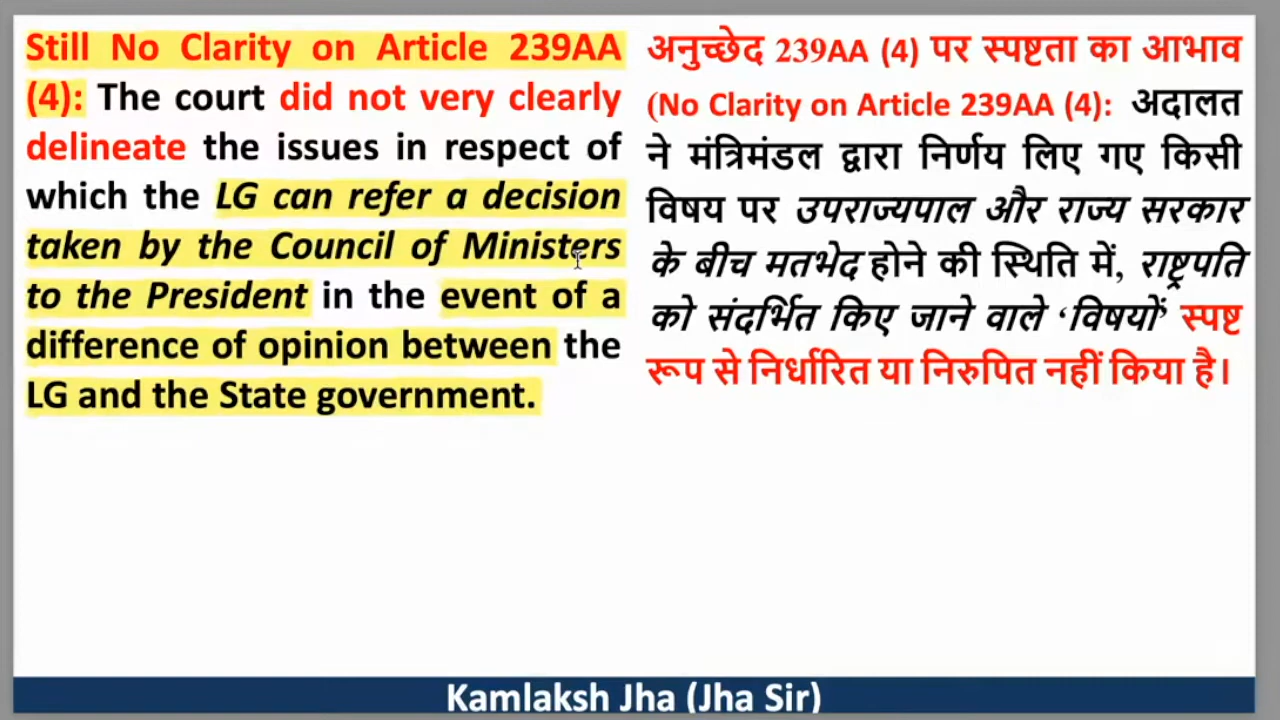 Still No Clarity on Article 239AA
(4): The court did not very clearly
delineate the issues in respect of
which the LG can refer a decision
taken by the Council of Ministers
to the President in the event of a
difference of opinion between the
LG and the State government.
अनुच्छेद 239AA (4) पर स्पष्टता का आभाव
(No Clarity on Article 239AA (4): अदालत
ने मंत्रिमंडल द्वारा निर्णय लिए गए किसी
विषय पर उपराज्यपाल और राज्य सरकार
के बीच मतभेद होने की स्थिति में, राष्ट्रपति
को संदर्भित किए जाने वाले ‘विषयों’ स्पष्ट
रूप से निर्धारित या निरुपित नहीं किया है।
Kamlaksh Jha (Jha Sir)